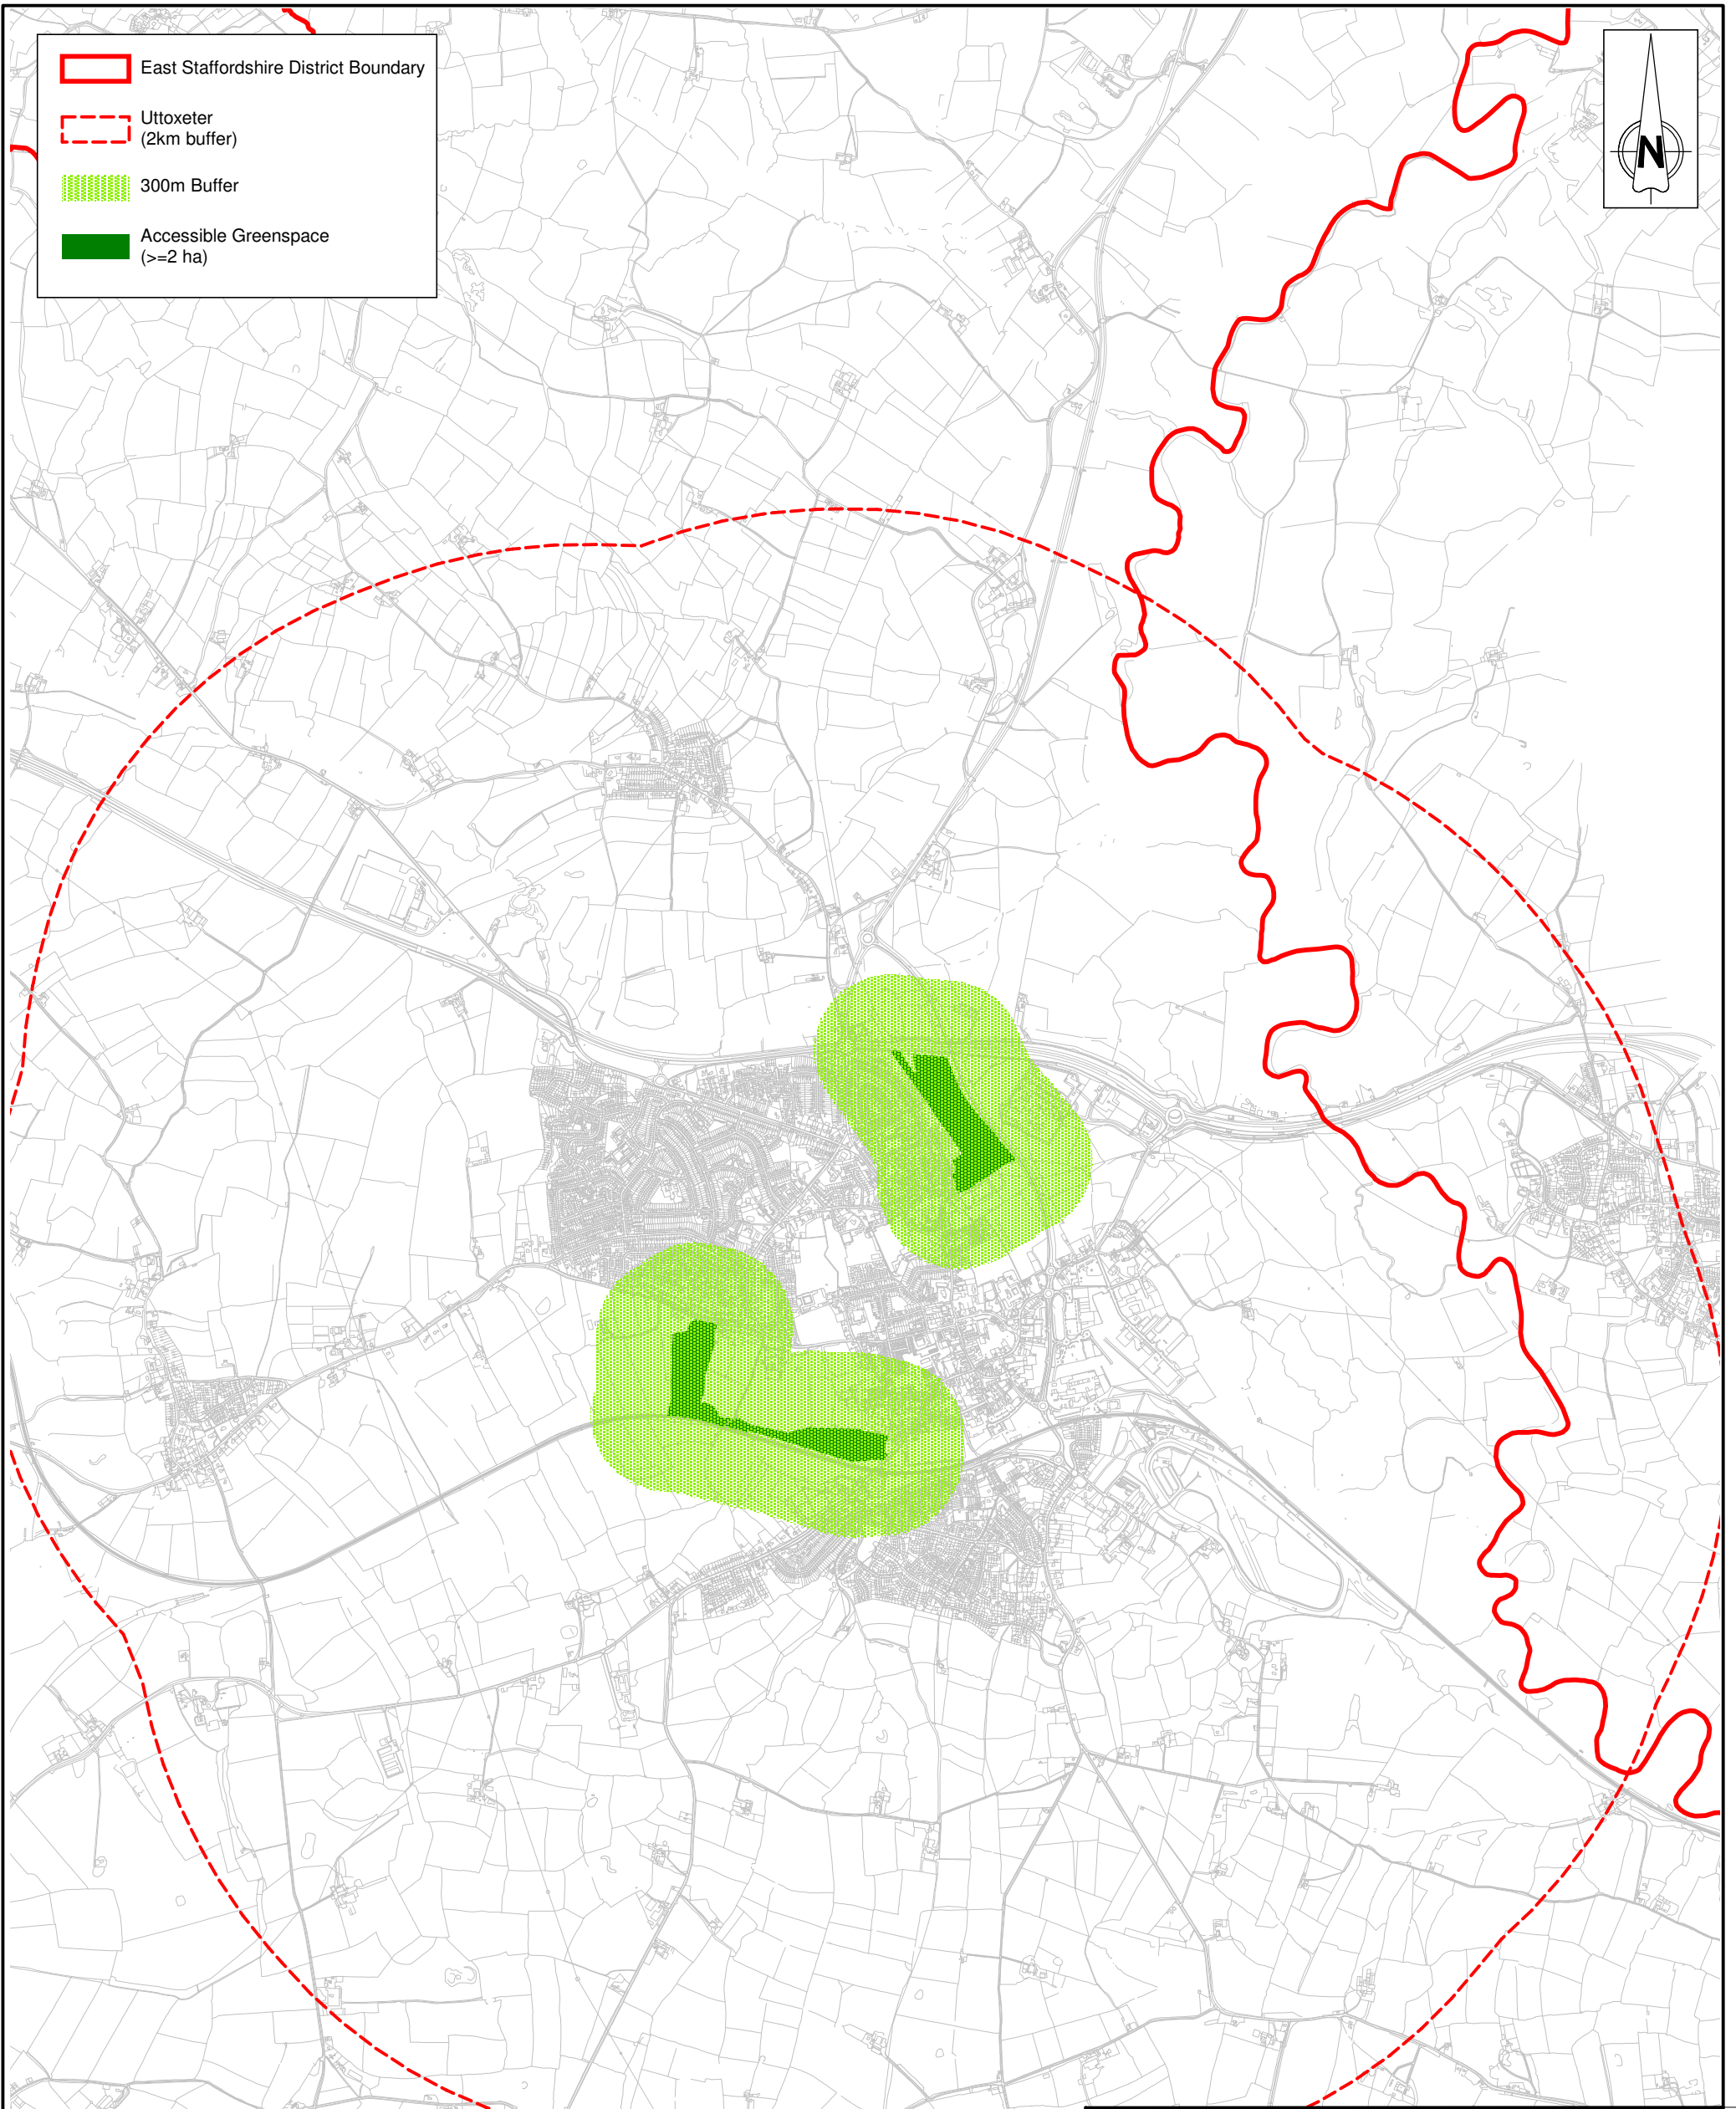 East Staffordshire District Boundary
Uttoxeter
(2km buffer)
300m Buffer
Accessible Greenspace
(>=2 ha)
N